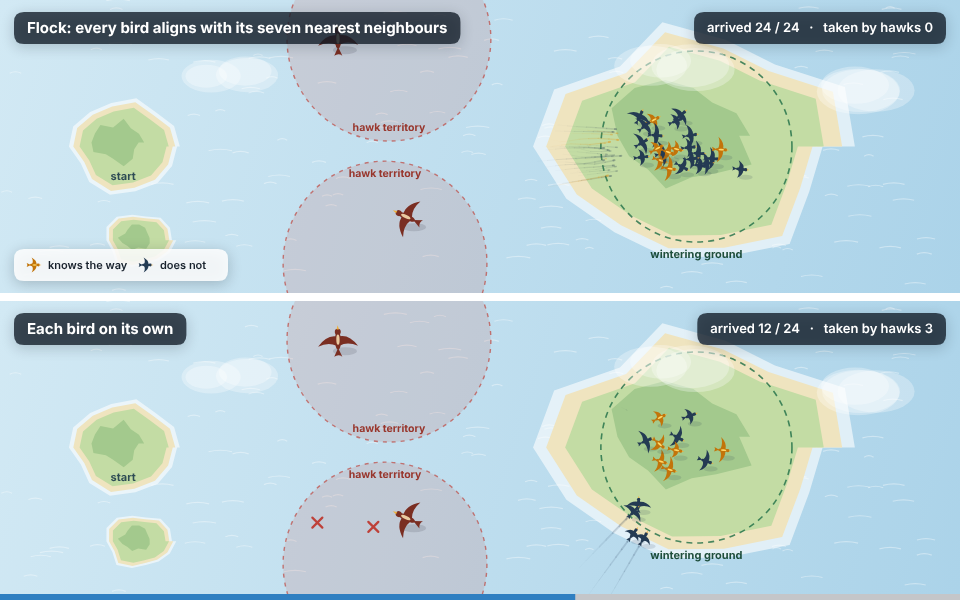 Flock: every bird aligns with its seven nearest neighbours
arrived 24 / 24 · taken by hawks 0
hawk territory
hawk territory
start
wintering ground
knows the way
does not
Each bird on its own
arrived 12 / 24 · taken by hawks 3
hawk territory
hawk territory
start
wintering ground